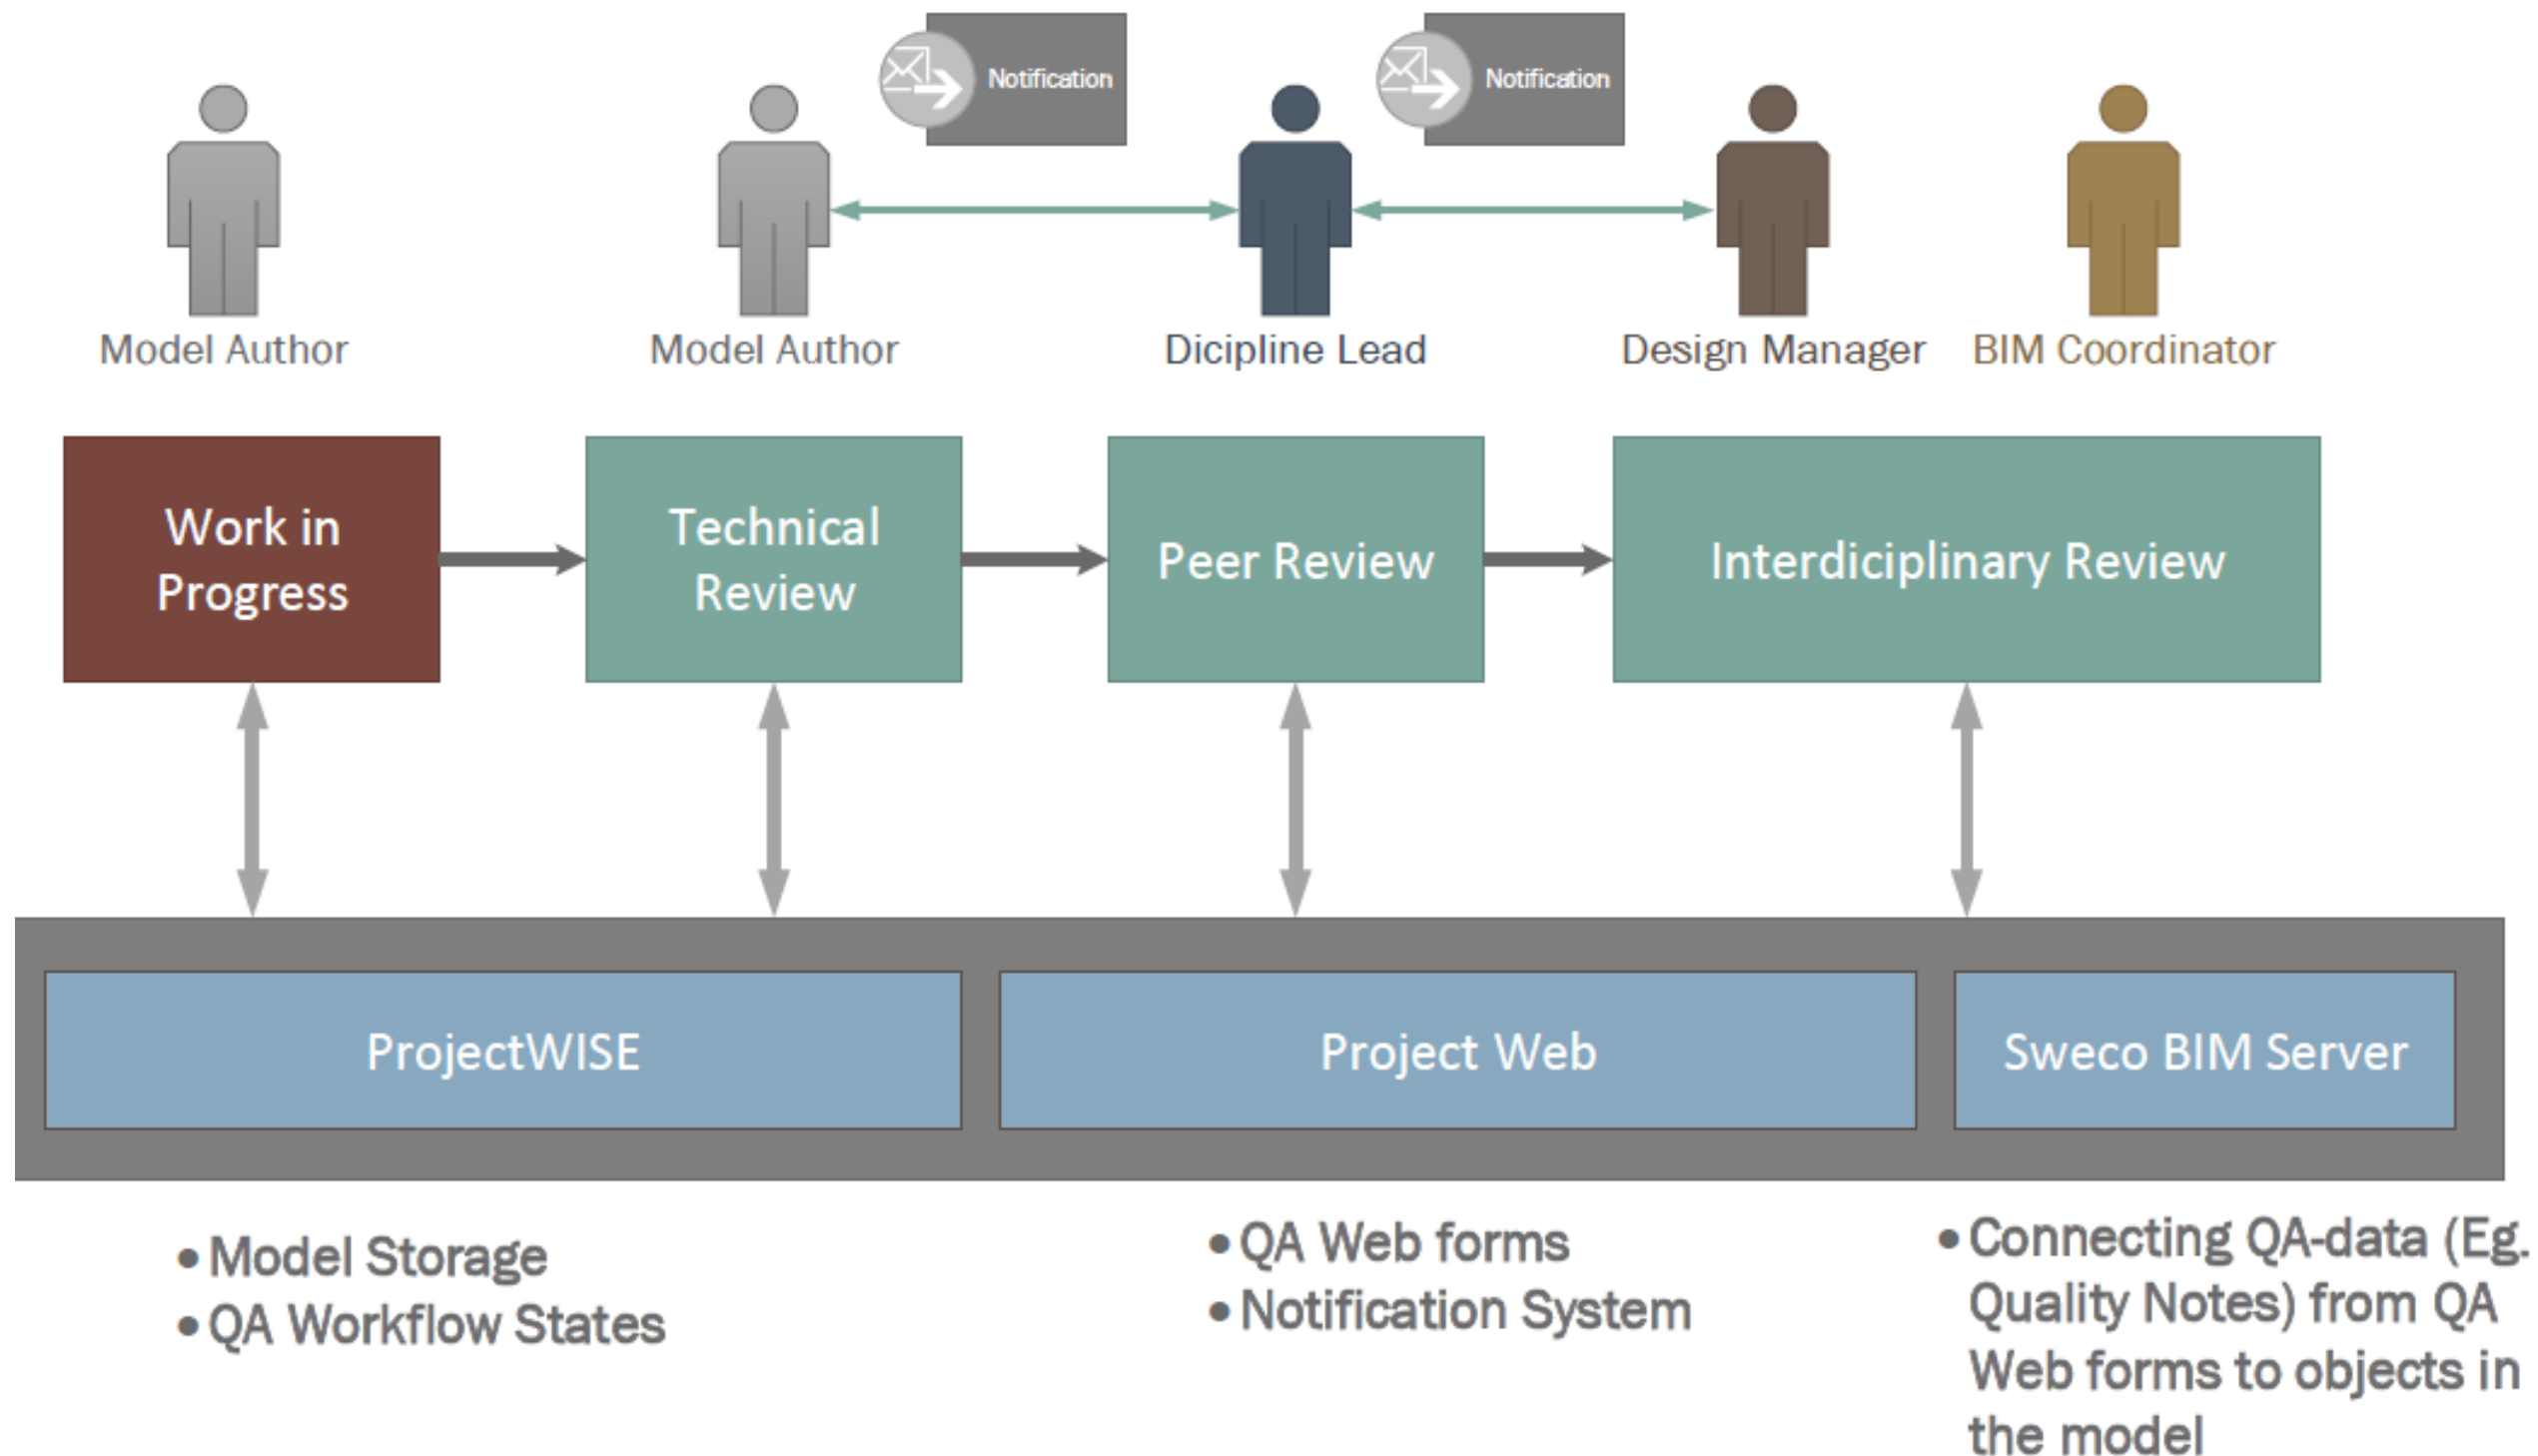 Notification
Notification
Model Author
Model Author
Dicipline Lead
Design Manager
BIM Coordinator
Work in
Progress
Technical
Review
Peer Review
Interdiciplinary Review
ProjectWISE
Project Web
Sweco BIM Server
• Model Storage
• QA Workflow States
• QA Web forms
• Notification System
• Connecting QA-data (Eg.
Quality Notes) from QA
Web forms to objects in
the model